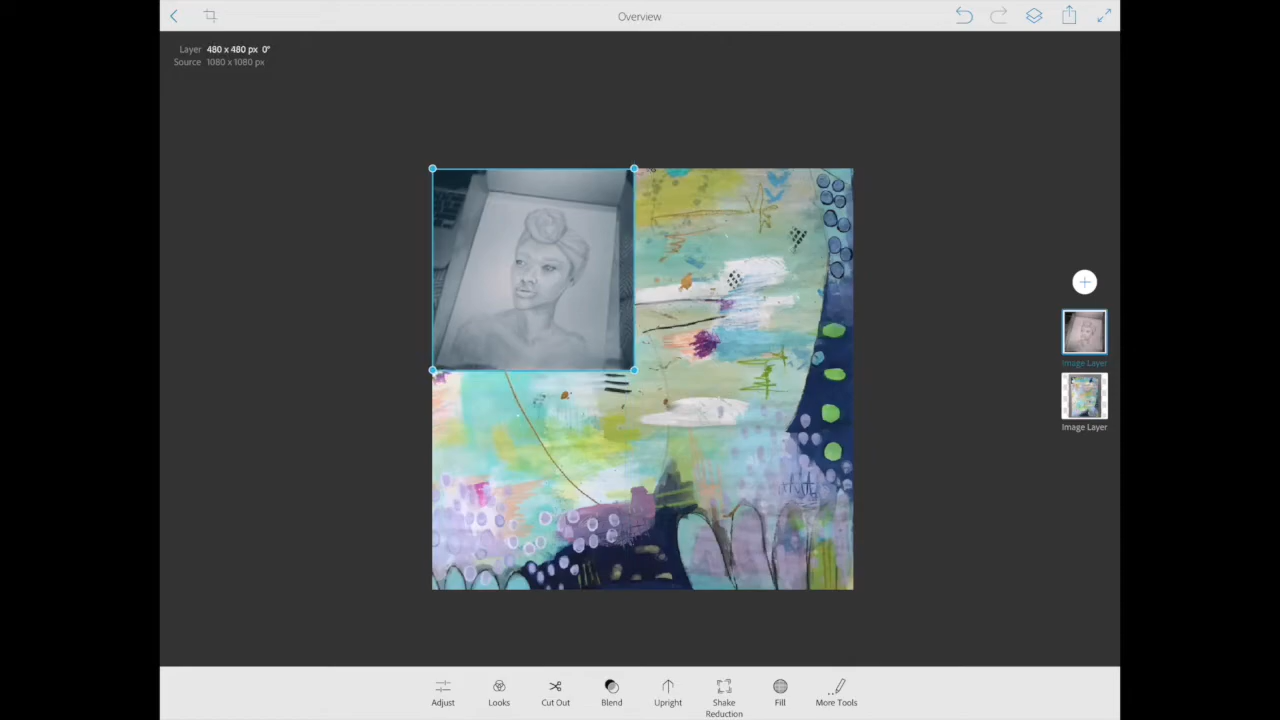 Overview
Layer 480 x 480 px 0°
Source 1080 x 1080 px
Image Layer
Image Layer
Adjust
Looks
Cut Out
Blend
Upright
Shake
Reduction
Fill
More Tools